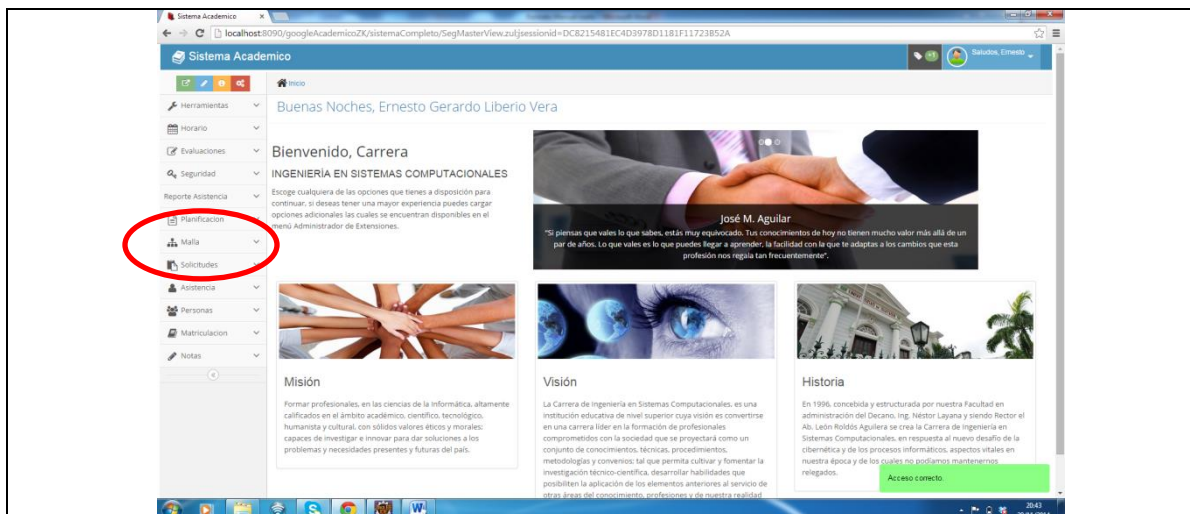 Sistema Academico
localhost:8090/googleAcademicoZK/sistemaCompleto/SegMasterView.zul;jsessionid=DC8215481EC4D3978D1181F11723B52A
Sistema Academico
Saludos, Ernesto
Inicio
Herramientas
Horario
Evaluaciones
Seguridad
Reporte Asistencia
Planificacion
Malla
Solicitudes
Asistencia
Personas
Matriculacion
Notas
Buenas Noches, Ernesto Gerardo Liberio Vera
Bienvenido, Carrera
INGENIERÍA EN SISTEMAS COMPUTACIONALES
Escoge cualquiera de las opciones que tienes a disposición para
continuar, si deseas tener una mayor experiencia puedes cargar
opciones adicionales las cuales se encuentran disponibles en el
menú Administrador de Extensiones.
José M. Aguilar
"Si piensas que vales lo que sabes, estás muy equivocado. Tus conocimientos de hoy no tienen mucho valor más allá de un
par de años. Lo que vales es lo que puedes llegar a aprender, la facilidad con la que te adaptas a los cambios que esta
profesión nos regala tan frecuentemente".
Misión
Formar profesionales, en las ciencias de la Informática, altamente
calificados en el ámbito académico, científico, tecnológico,
humanista y cultural, con sólidos valores éticos y morales;
capaces de investigar e innovar para dar soluciones a los
problemas y necesidades presentes y futuras del país.
Visión
La Carrera de Ingeniería en Sistemas Computacionales, es una
institución educativa de nivel superior cuya visión es convertirse
en una carrera líder en la formación de profesionales
comprometidos con la sociedad que se proyectará como un
conjunto de conocimientos, técnicas, procedimientos,
metodologías y convenios; tal que permita cultivar y fomentar la
investigación técnico-científica, desarrollar habilidades que
posibiliten la aplicación de los elementos anteriores al servicio de
otras áreas del conocimiento, profesiones y de nuestra realidad
Historia
En 1996, concebida y estructurada por nuestra Facultad en
administración del Decano, Ing. Néstor Layana y siendo Rector el
Ab. León Roldós Aguilera se crea la Carrera de Ingeniería en
Sistemas Computacionales, en respuesta al nuevo desafío de la
cibernética y de los procesos informáticos, aspectos vitales en
nuestra época y de los cuales no podíamos mantenernos
relegados.
Acceso correcto.
20:43